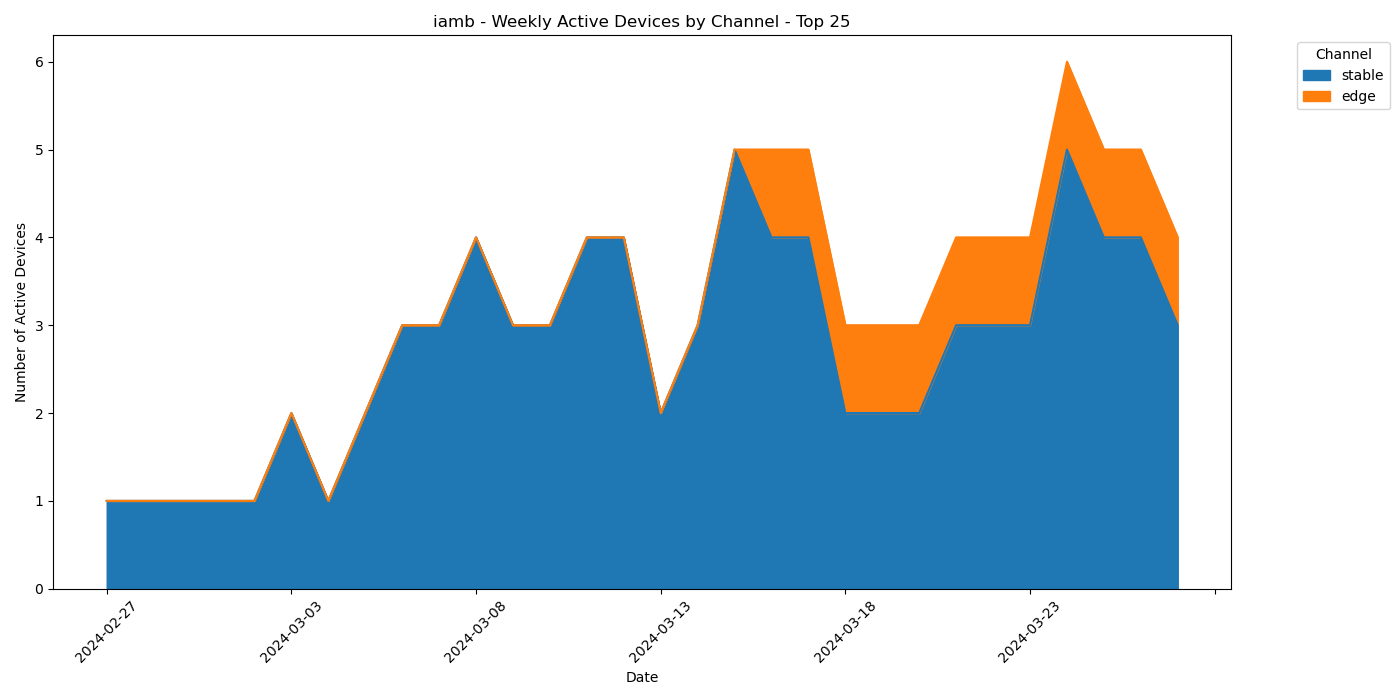 iamb - Weekly Active Devices by Channel - Top 25
Channel
stable
edge
Number of Active Devices
6
5
4
3
2
1
0
2024-02-27
2024-03-03
2024-03-08
2024-03-13
2024-03-18
2024-03-23
Date